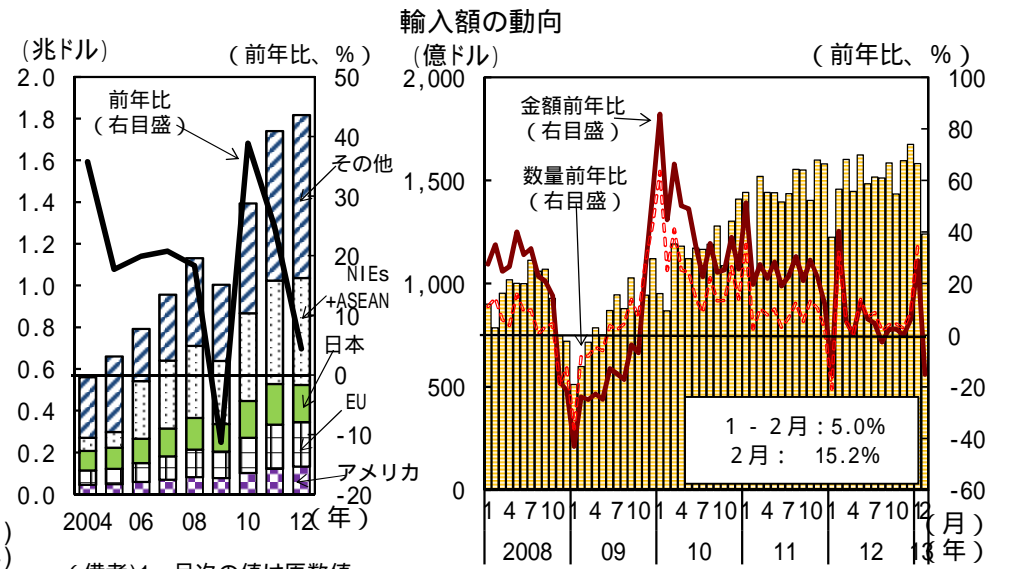 輸入額の動向
(兆ドル)
(前年比、%)
2.0
1.8
1.6
1.4
1.2
1.0
0.8
0.6
0.4
0.2
0.0
50
40
30
20
10
0
-10
-20
前年比
(右目盛)
その他
NIEs
+ASEAN
日本
EU
アメリカ
2004 06 08 10 12
(年)
(億ドル)
(前年比、%)
2,000
1,500
1,000
500
0
100
80
60
40
20
0
-20
-40
-60
金額前年比
(右目盛)
数量前年比
(右目盛)
1-2月:5.0%
2月: 15.2%
1 4 7 10 1 4 7 10 1 4 7 10 1 4 7 10 1 4 7 10 12
(月)
2008 09 10 11 12 13
(年)